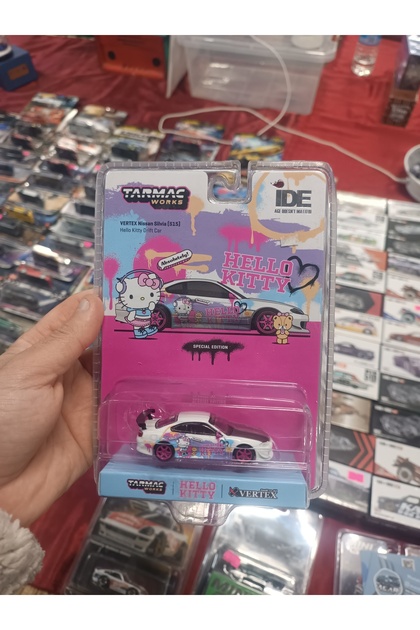 TARMAC
WORKS
IDE
VERTEX Nissan Silvia (S15)
Hello Kitty Drift Car
Absolutely!
HELLO
KITTY
SPECIAL EDITION
TARMAC
WORKS
HELLO
KITTY
VERTEX